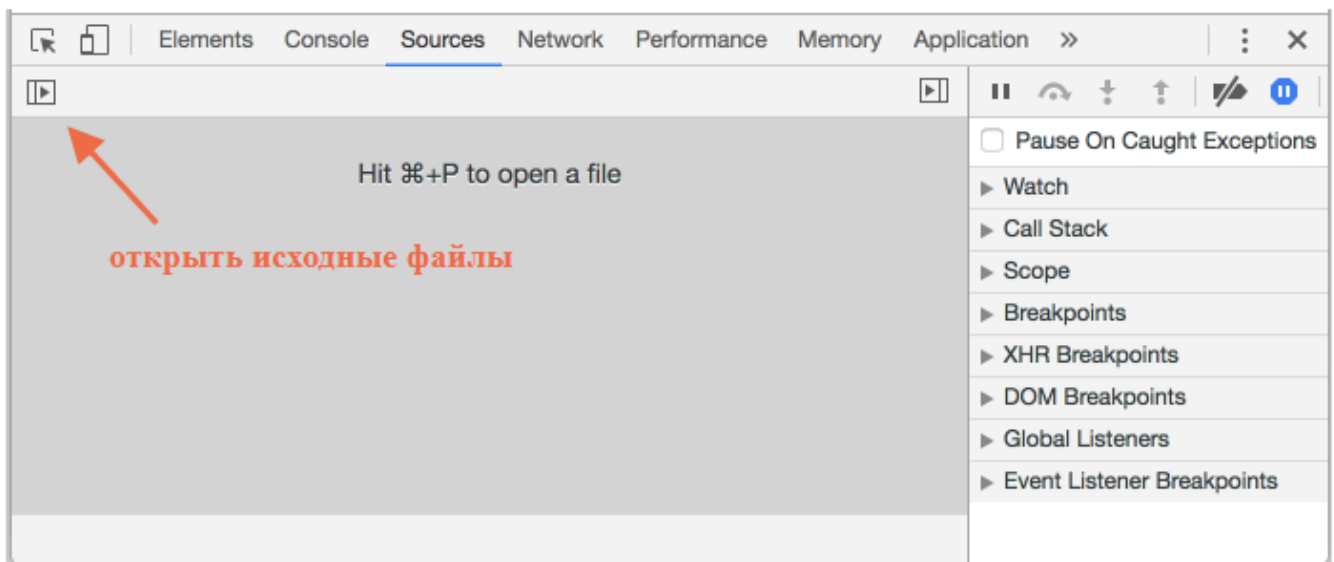 Elements Console Sources Network Performance Memory Application »
Hit ⌘+P to open a file
открыть исходные файлы
Pause On Caught Exceptions
Watch
Call Stack
Scope
Breakpoints
XHR Breakpoints
DOM Breakpoints
Global Listeners
Event Listener Breakpoints